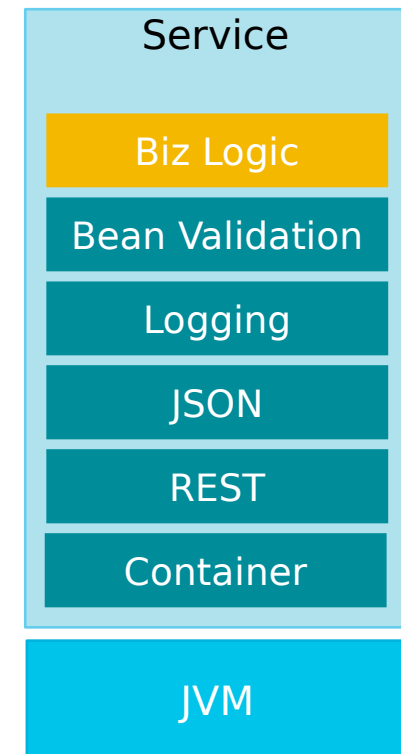 Service
Biz Logic
Bean Validation
Logging
JSON
REST
Container
JVM